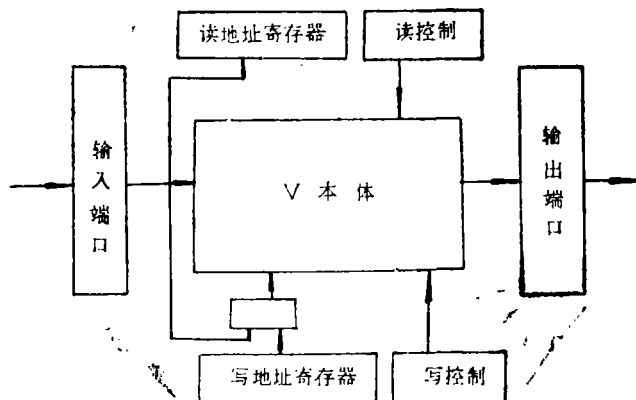 读地址寄存器
读控制
输入端口
V 本 体
输出端口
写地址寄存器
写控制